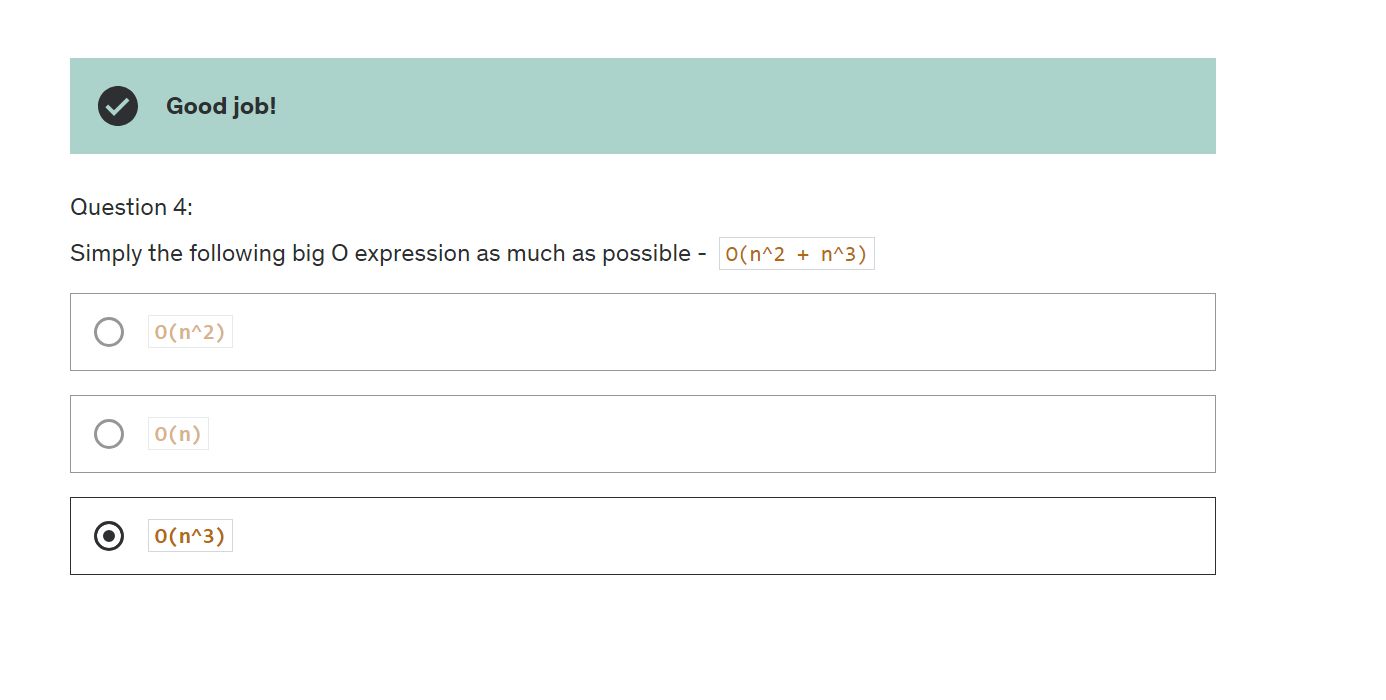 Good job!
Question 4:
Simply the following big O expression as much as possible - O(n^2 + n^3)
O(n^2)
O(n)
O(n^3)